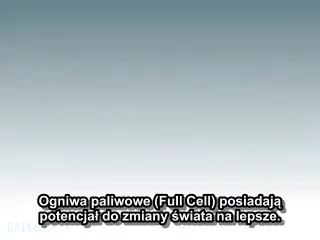 Ogniwa paliwowe (Full Cell) posiadają
potencjał do zmiany świata na lepsze.